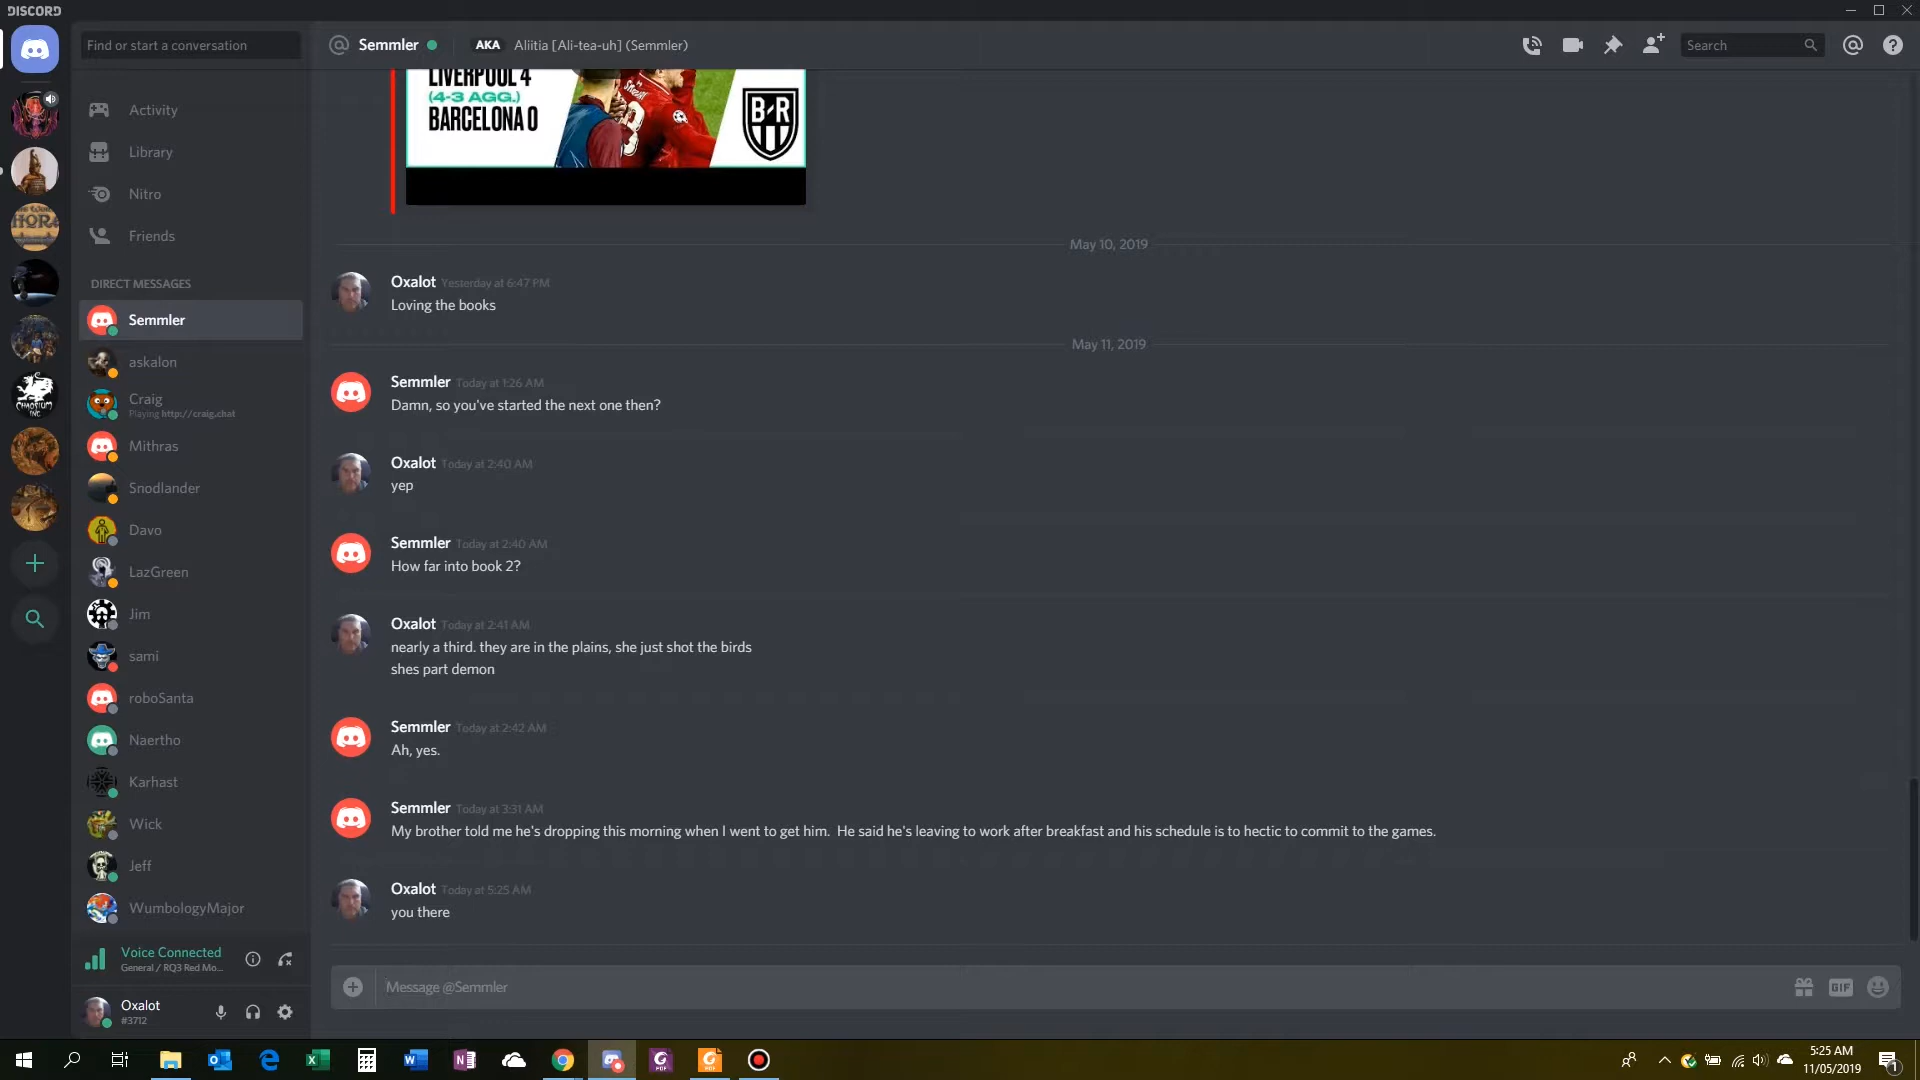 DISCORD
Find or start a conversation
Semmler
AKA
Aliitia [Ali-tea-uh] (Semmler)
Search
Activity
Library
Nitro
Friends
DIRECT MESSAGES
Semmler
askalon
Craig
Playing http://craig.chat
Mithras
Snodlander
Davo
LazGreen
Jim
sami
roboSanta
Naertho
Karhast
Wick
Jeff
WumbologyMajor
Voice Connected
General / RQ3 Red Mo...
Oxalot
#3712
LIVERPOOL 4
(4-3 AGG.)
BARCELONA 0
B R
May 10, 2019
Oxalot Yesterday at 6:47 PM
Loving the books
May 11, 2019
Semmler Today at 1:26 AM
Damn, so you've started the next one then?
Oxalot Today at 2:40 AM
yep
Semmler Today at 2:40 AM
How far into book 2?
Oxalot Today at 2:41 AM
nearly a third. they are in the plains, she just shot the birds
shes part demon
Semmler Today at 2:42 AM
Ah, yes.
Semmler Today at 3:31 AM
My brother told me he's dropping this morning when I went to get him.  He said he's leaving to work after breakfast and his schedule is to hectic to commit to the games.
Oxalot Today at 5:25 AM
you there
Message @Semmler
GIF
CHAOSIUM
INC
5:25 AM
11/05/2019
1